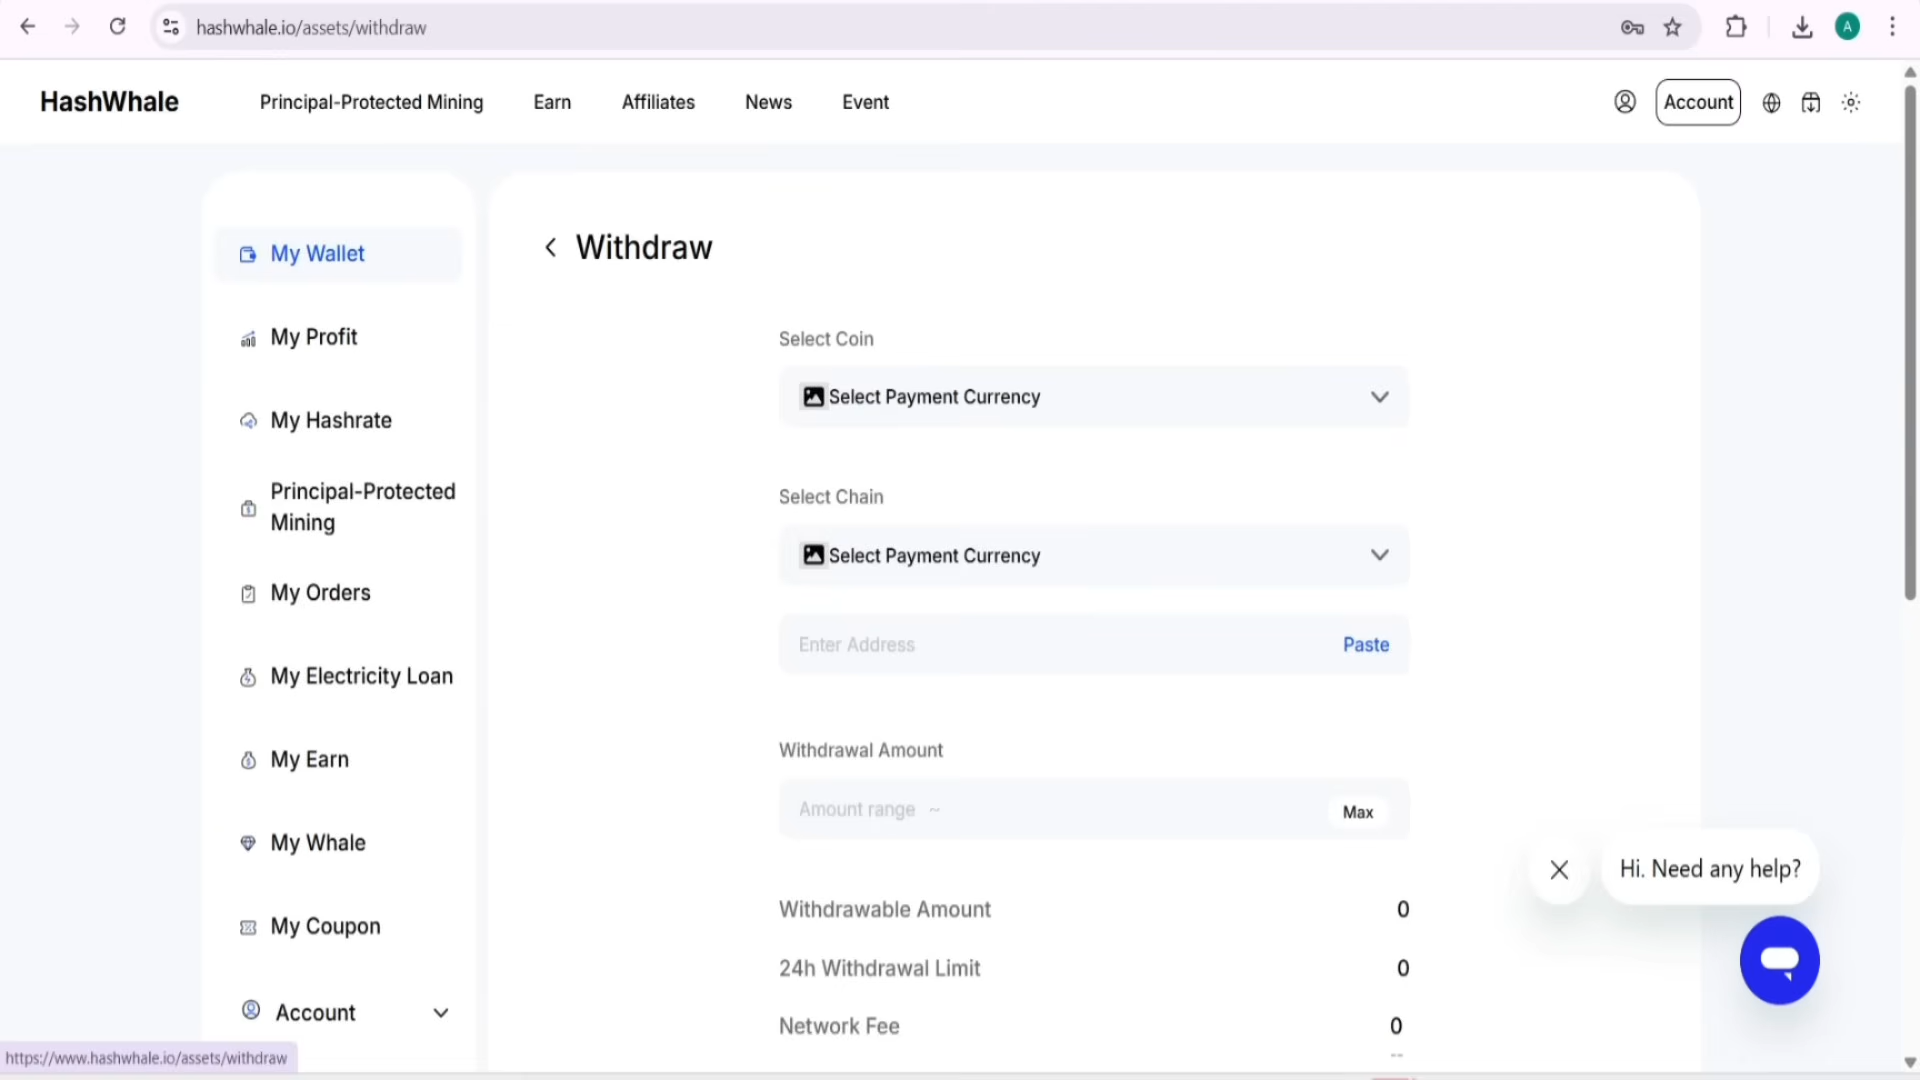 hashwhale.io/assets/withdraw
A
HashWhale
Principal-Protected Mining
Earn
Affiliates
News
Event
Account
My Wallet
My Profit
My Hashrate
Principal-Protected
Mining
My Orders
My Electricity Loan
My Earn
My Whale
My Coupon
Account
Withdraw
Select Coin
Select Payment Currency
Select Chain
Select Payment Currency
Enter Address
Paste
Withdrawal Amount
Amount range ~
Max
Withdrawable Amount 0
24h Withdrawal Limit 0
Network Fee 0
--
Hi. Need any help?
https://www.hashwhale.io/assets/withdraw